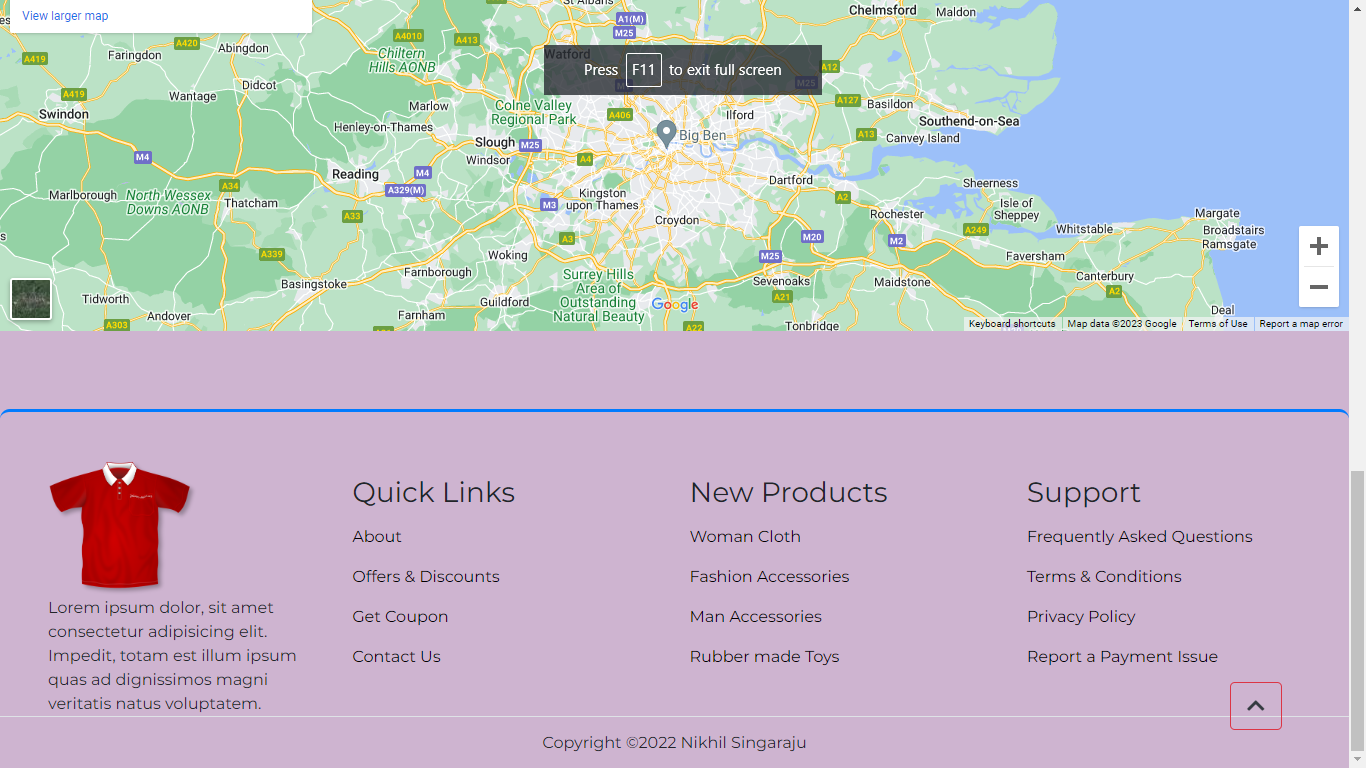 View larger map
St Albans
Chelmsford
Maldon
A1(M)
M25
A420
A4010
A413
Abingdon
Faringdon
A419
Chiltern
Hills AONB
Watford
Press F11 to exit full screen
A12
M25
Didcot
Wantage
A419
Swindon
Marlow
Colne Valley
Regional Park
A406
Ilford
A127
Basildon
Southend-on-Sea
Henley-on-Thames
Slough
M25
Big Ben
A13
Canvey Island
M4
Windsor
A4
Reading
M4
A34
A329(M)
Marlborough
North Wessex
Downs AONB
Thatcham
Kingston
upon Thames
M3
Dartford
A2
Sheerness
Isle of
Sheppey
A33
Croydon
Rochester
Margate
Whitstable
Broadstairs
Ramsgate
A249
A3
M20
M2
A339
Woking
M25
Faversham
Farnborough
Surrey Hills
Area of
Outstanding
Natural Beauty
Sevenoaks
Maidstone
Canterbury
Basingstoke
A2
Tidworth
Guildford
Google
A21
Andover
Farnham
Deal
A303
A22
Tonbridge
Keyboard shortcuts
Map data ©2023 Google
Terms of Use
Report a map error
Lorem ipsum dolor, sit amet
consectetur adipisicing elit.
Impedit, totam est illum ipsum
quas ad dignissimos magni
veritatis natus voluptatem.
Quick Links
About
Offers & Discounts
Get Coupon
Contact Us
New Products
Woman Cloth
Fashion Accessories
Man Accessories
Rubber made Toys
Support
Frequently Asked Questions
Terms & Conditions
Privacy Policy
Report a Payment Issue
Copyright ©2022 Nikhil Singaraju